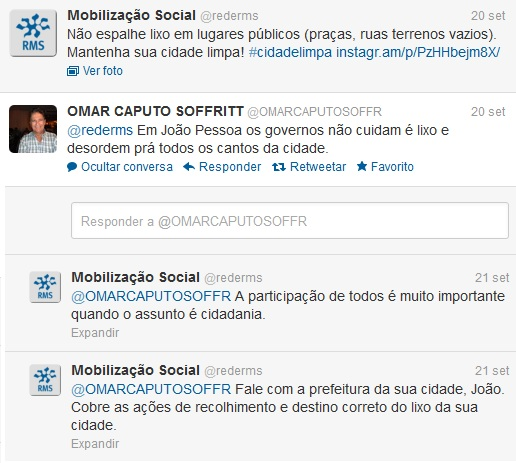 Mobilização Social @rederms 20 set
Não espalhe lixo em lugares públicos (praças, ruas terrenos vazios).
Mantenha sua cidade limpa! #cidadelimpa instagr.am/p/PzHHbejm8X/
Ver foto
RMS
OMAR CAPUTO SOFFRITT @OMARCAPUTOSOFFR 20 set
@rederms Em João Pessoa os governos não cuidam é lixo e
desordem prá todos os cantos da cidade.
Ocultar conversa Responder Retweetar Favorito
Responder a @OMARCAPUTOSOFFR
Mobilização Social @rederms 21 set
RMS
@OMARCAPUTOSOFFR A participação de todos é muito importante
quando o assunto é cidadania.
Expandir
Mobilização Social @rederms 21 set
RMS
@OMARCAPUTOSOFFR Fale com a prefeitura da sua cidade, João.
Cobre as ações de recolhimento e destino correto do lixo da sua
cidade.
Expandir